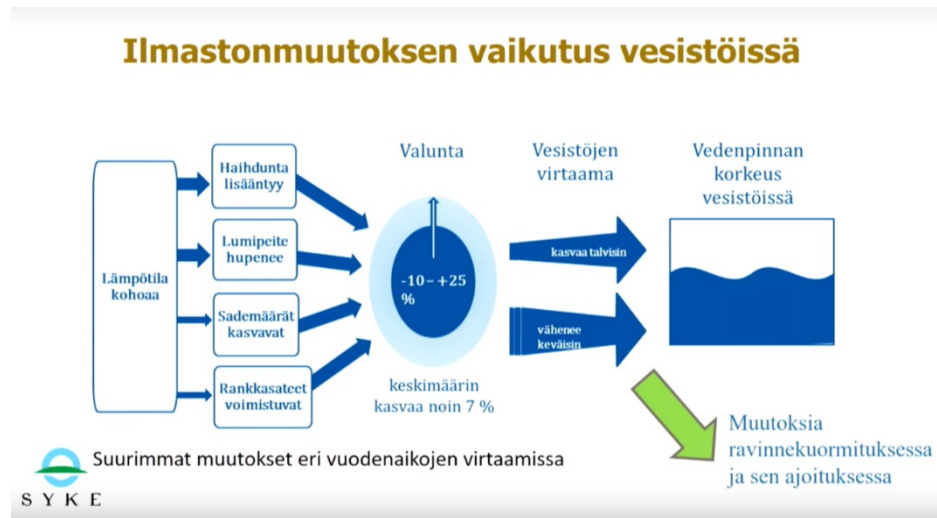 Ilmastonmuutoksen vaikutus vesistöissä
Lämpötila
kohoaa
Haihdunta
lisääntyy
Lumipeite
hupenee
Sademäärät
kasvavat
Rankkasateet
voimistuvat
Valunta
-10– +25
%
keskimäärin
kasvaa noin 7 %
Vesistöjen
virtaama
kasvaa talvisin
vähenee
keväisin
Vedenpinnan
korkeus
vesistöissä
Muutoksia
ravinnekuormituksessa
ja sen ajoituksessa
Suurimmat muutokset eri vuodenaikojen virtaamissa
SYKE